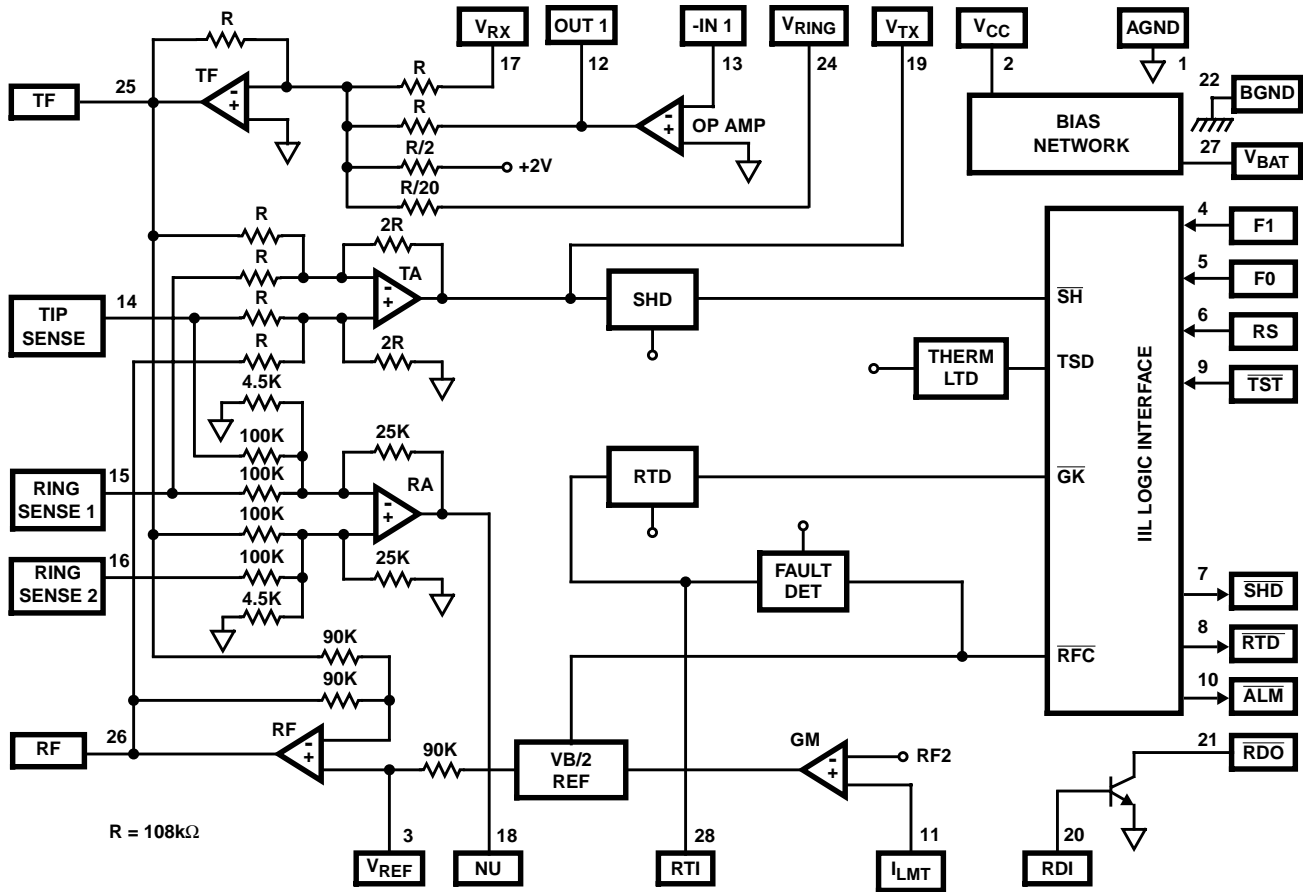 R
VRX
OUT 1
-IN 1
VRING
VTX
VCC
AGND
17
12
13
24
19
2
1
TF
25
TF
-
+
R
R
-
+
OP AMP
R/2
+2V
R/20
BIAS
NETWORK
22
BGND
27
VBAT
R
2R
R
TA
-
+
TIP
SENSE
14
R
R
2R
SHD
SH
THERM
LTD
TSD
IIL LOGIC INTERFACE
4
F1
5
F0
6
RS
9
TST
4.5K
100K
25K
RING
SENSE 1
15
100K
RA
-
+
100K
RING
SENSE 2
16
100K
25K
4.5K
RTD
GK
FAULT
DET
RFC
7
SHD
8
RTD
10
ALM
90K
90K
RF
26
RF
-
+
90K
VB/2
REF
GM
-
+
RF2
21
RDO
R = 108kΩ
3
18
28
11
20
VREF
NU
RTI
ILMT
RDI